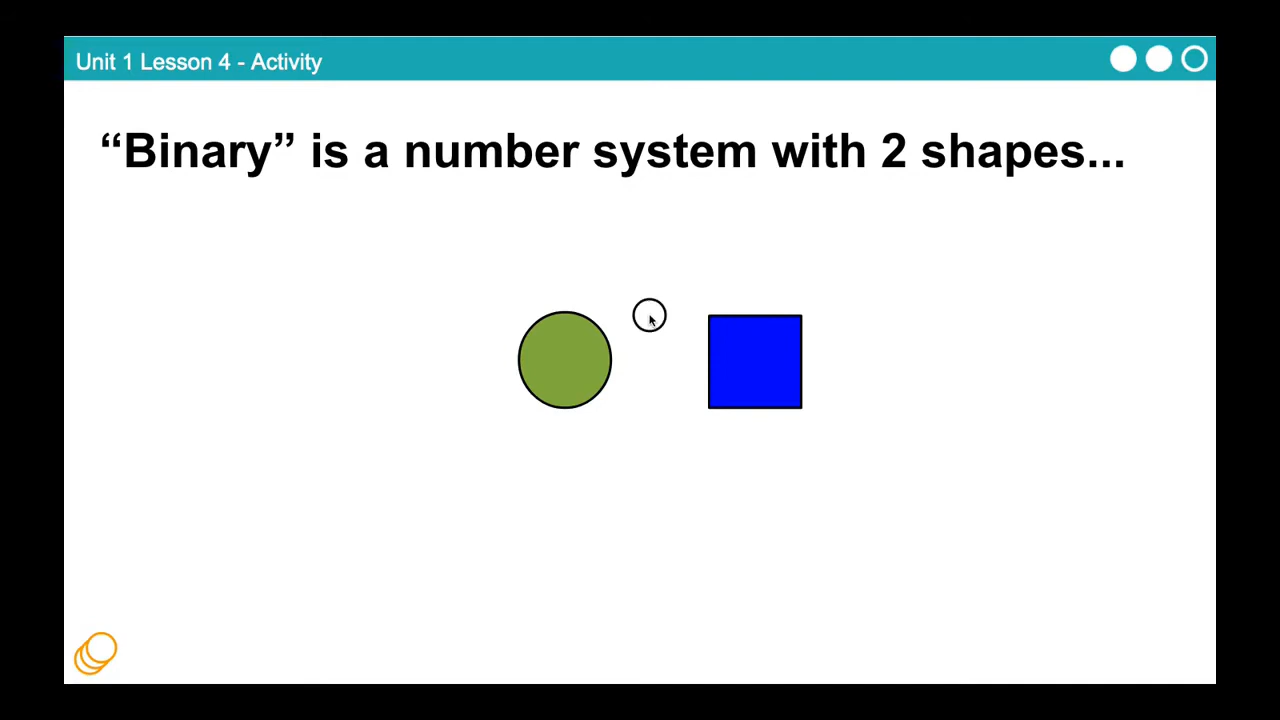 Unit 1 Lesson 4 - Activity
“Binary” is a number system with 2 shapes...